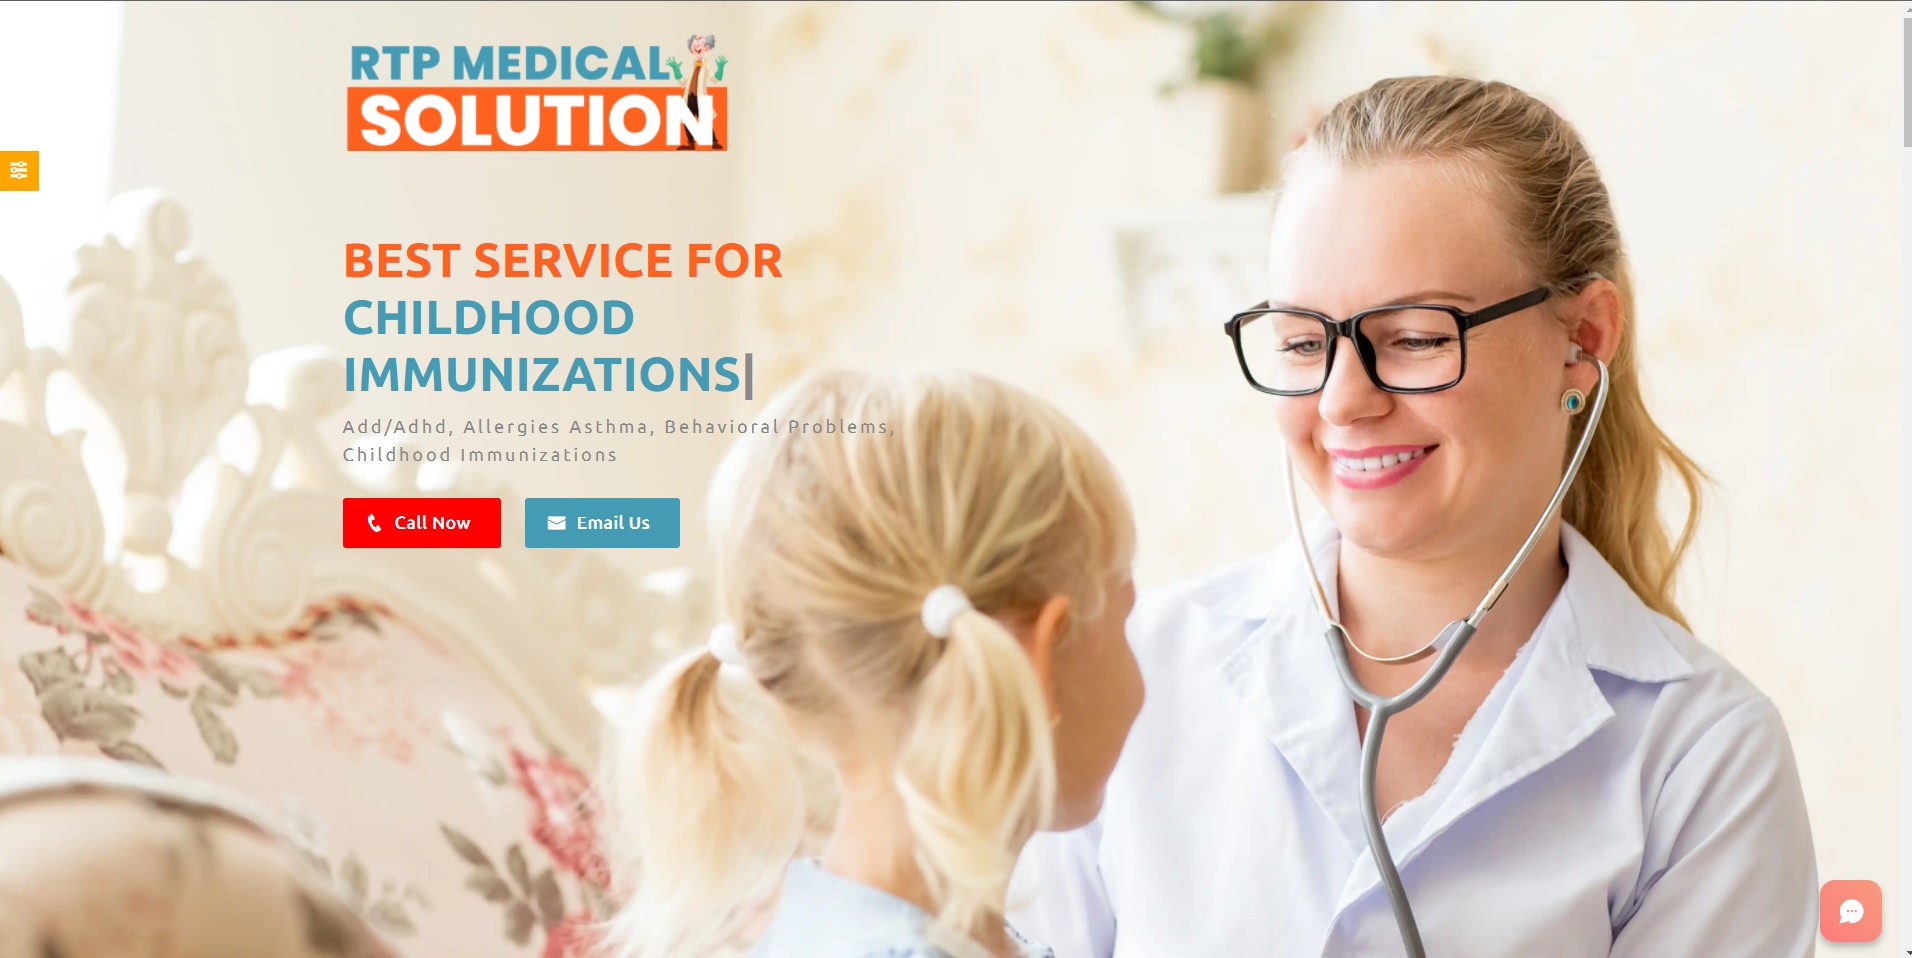 RTP MEDICAL
SOLUTION
BEST SERVICE FOR
CHILDHOOD
IMMUNIZATIONS|
Add/Adhd, Allergies Asthma, Behavioral Problems,
Childhood Immunizations
Call Now
Email Us